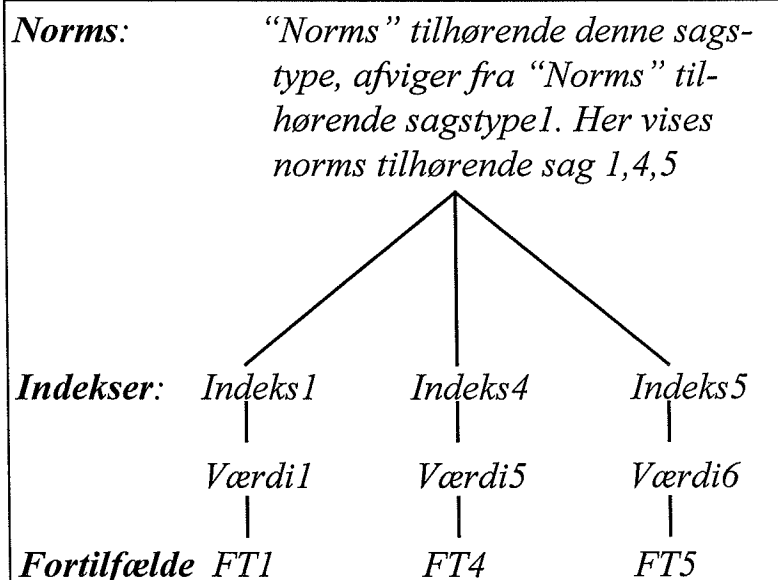 Norms: “Norms” tilhørende denne sags-
type, afviger fra “Norms” til-
hørende sagstype1. Her vises
norms tilhørende sag 1,4,5
Indekser: Indeks1 Indeks4 Indeks5
Værdi1 Værdi5 Værdi6
Fortilfælde FT1 FT4 FT5